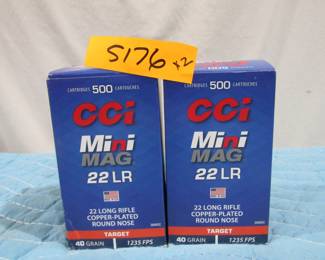 S176 x2
CARTRIDGES 500 CARTOUCHES
CCi
Mini
MAG
22 LR
22 LONG RIFLE
COPPER-PLATED
ROUND NOSE
TARGET
40 GRAIN 1235 FPS
CARTRIDGES 500 CARTOUCHES
CCi
Mini
MAG
22 LR
22 LONG RIFLE
COPPER-PLATED
ROUND NOSE
TARGET
40 GRAIN 1235 FPS